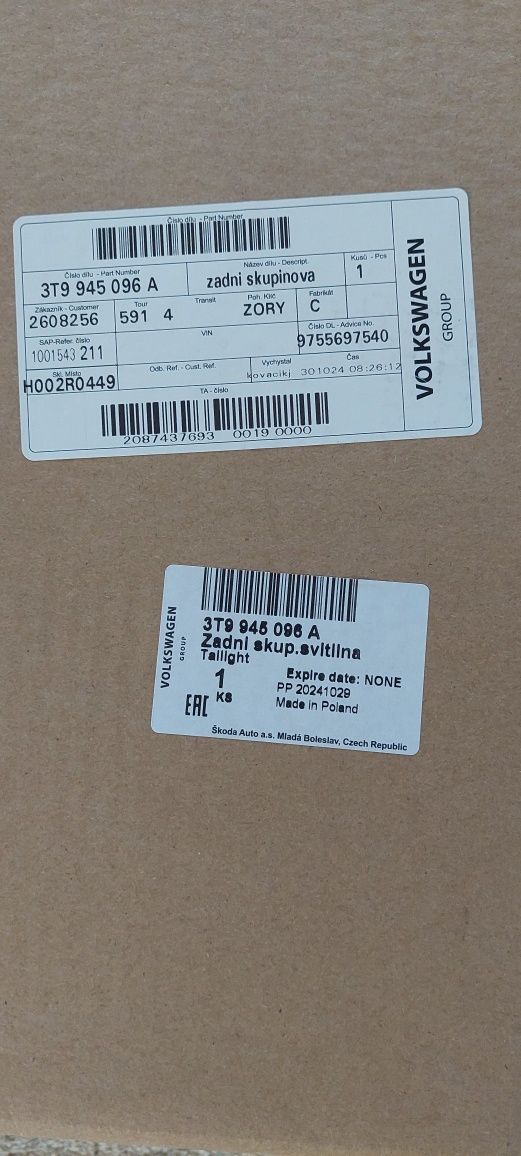 Číslo dílu - Part Number
Číslo dílu - Part Number
3T9 945 096 A
Název dílu - Descript.
zadni skupinova
Kusů - Pcs
1
Zákazník - Customer
2608256
Tour
591 4
Transit
Poh. Klíč
ZORY
Fabrikát
C
SAP-Refer. číslo
1001543 211
VIN
Číslo DL - Advice No.
9755697540
Skl. Místo
H002R0449
Odb. Ref. - Cust. Ref.
Vychystal
kovacikj
Čas
301024 08:26:12
TA - číslo
2087437693 0019 0000
VOLKSWAGEN
GROUP
VOLKSWAGEN
GROUP
3T9 945 096 A
Zadní skup.svítilna
Taillight
1 KS
Expire date: NONE
PP 20241029
Made in Poland
EAC
Škoda Auto a.s. Mladá Boleslav, Czech Republic